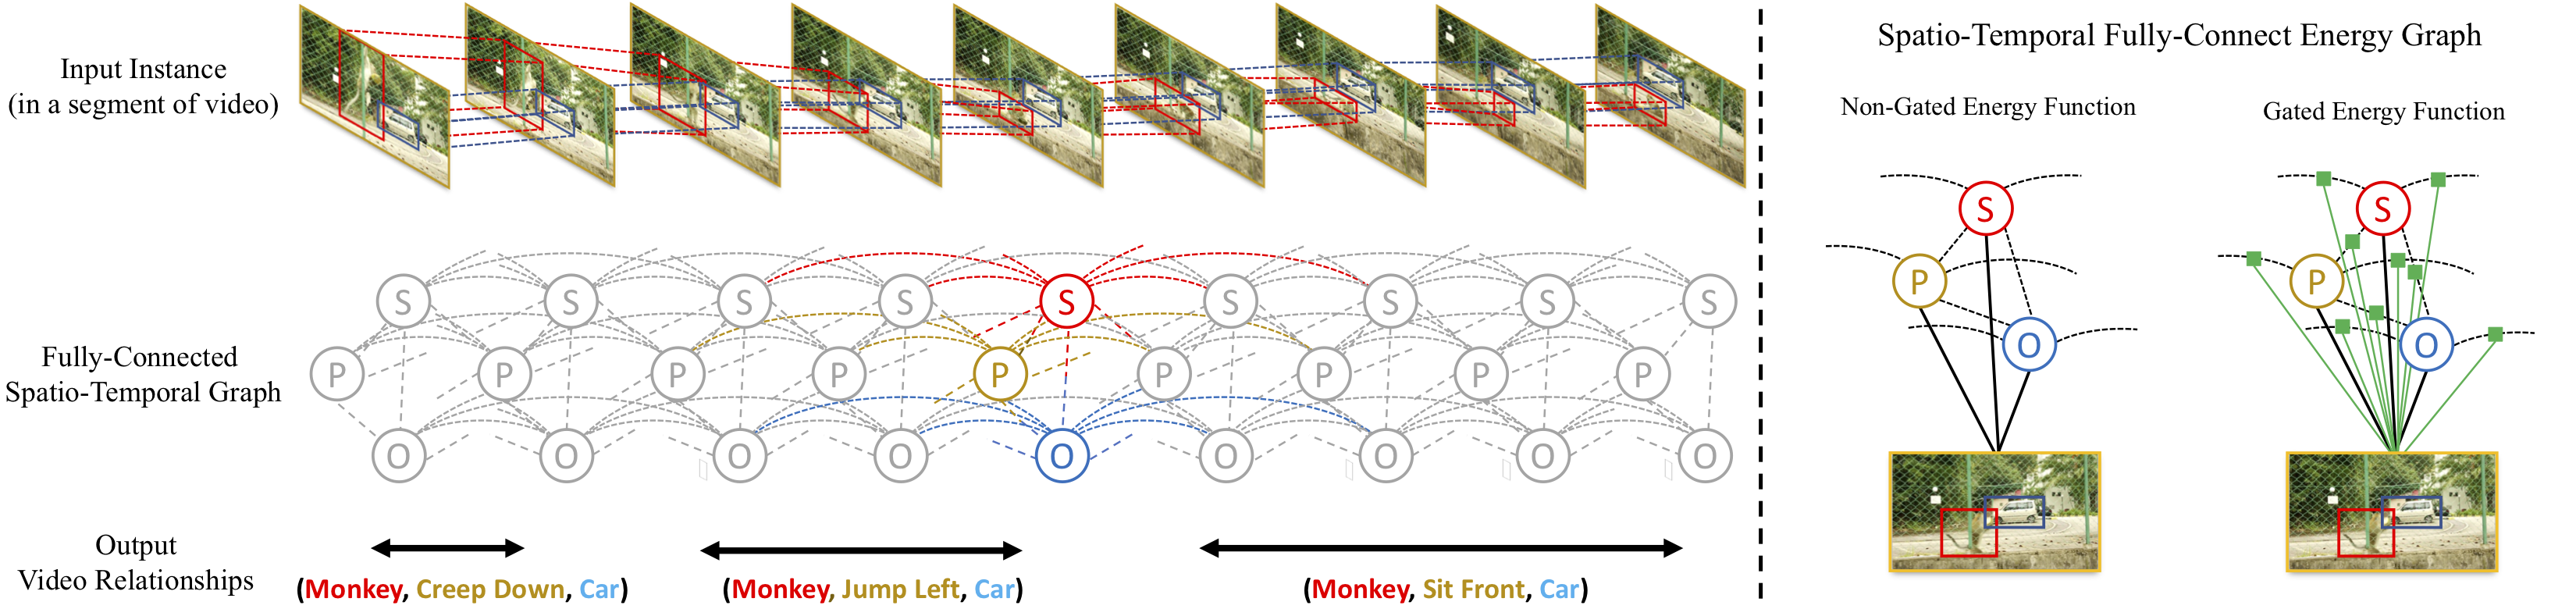 Input Instance
(in a segment of video)
Spatio-Temporal Fully-Connect Energy Graph
Non-Gated Energy Function
Gated Energy Function
Fully-Connected
Spatio-Temporal Graph
S S S S S S S S S
P P P P P P P P P
O O O O O O O O O
S
P
O
S
P
O
Output
Video Relationships
(Monkey, Creep Down, Car)
(Monkey, Jump Left, Car)
(Monkey, Sit Front, Car)